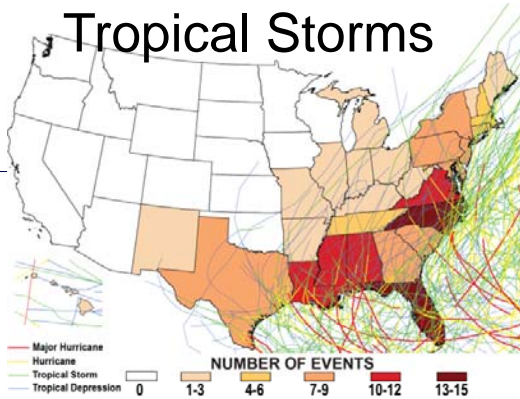 Tropical Storms
Major Hurricane
Hurricane
Tropical Storm
Tropical Depression
NUMBER OF EVENTS
0 1-3 4-6 7-9 10-12 13-15